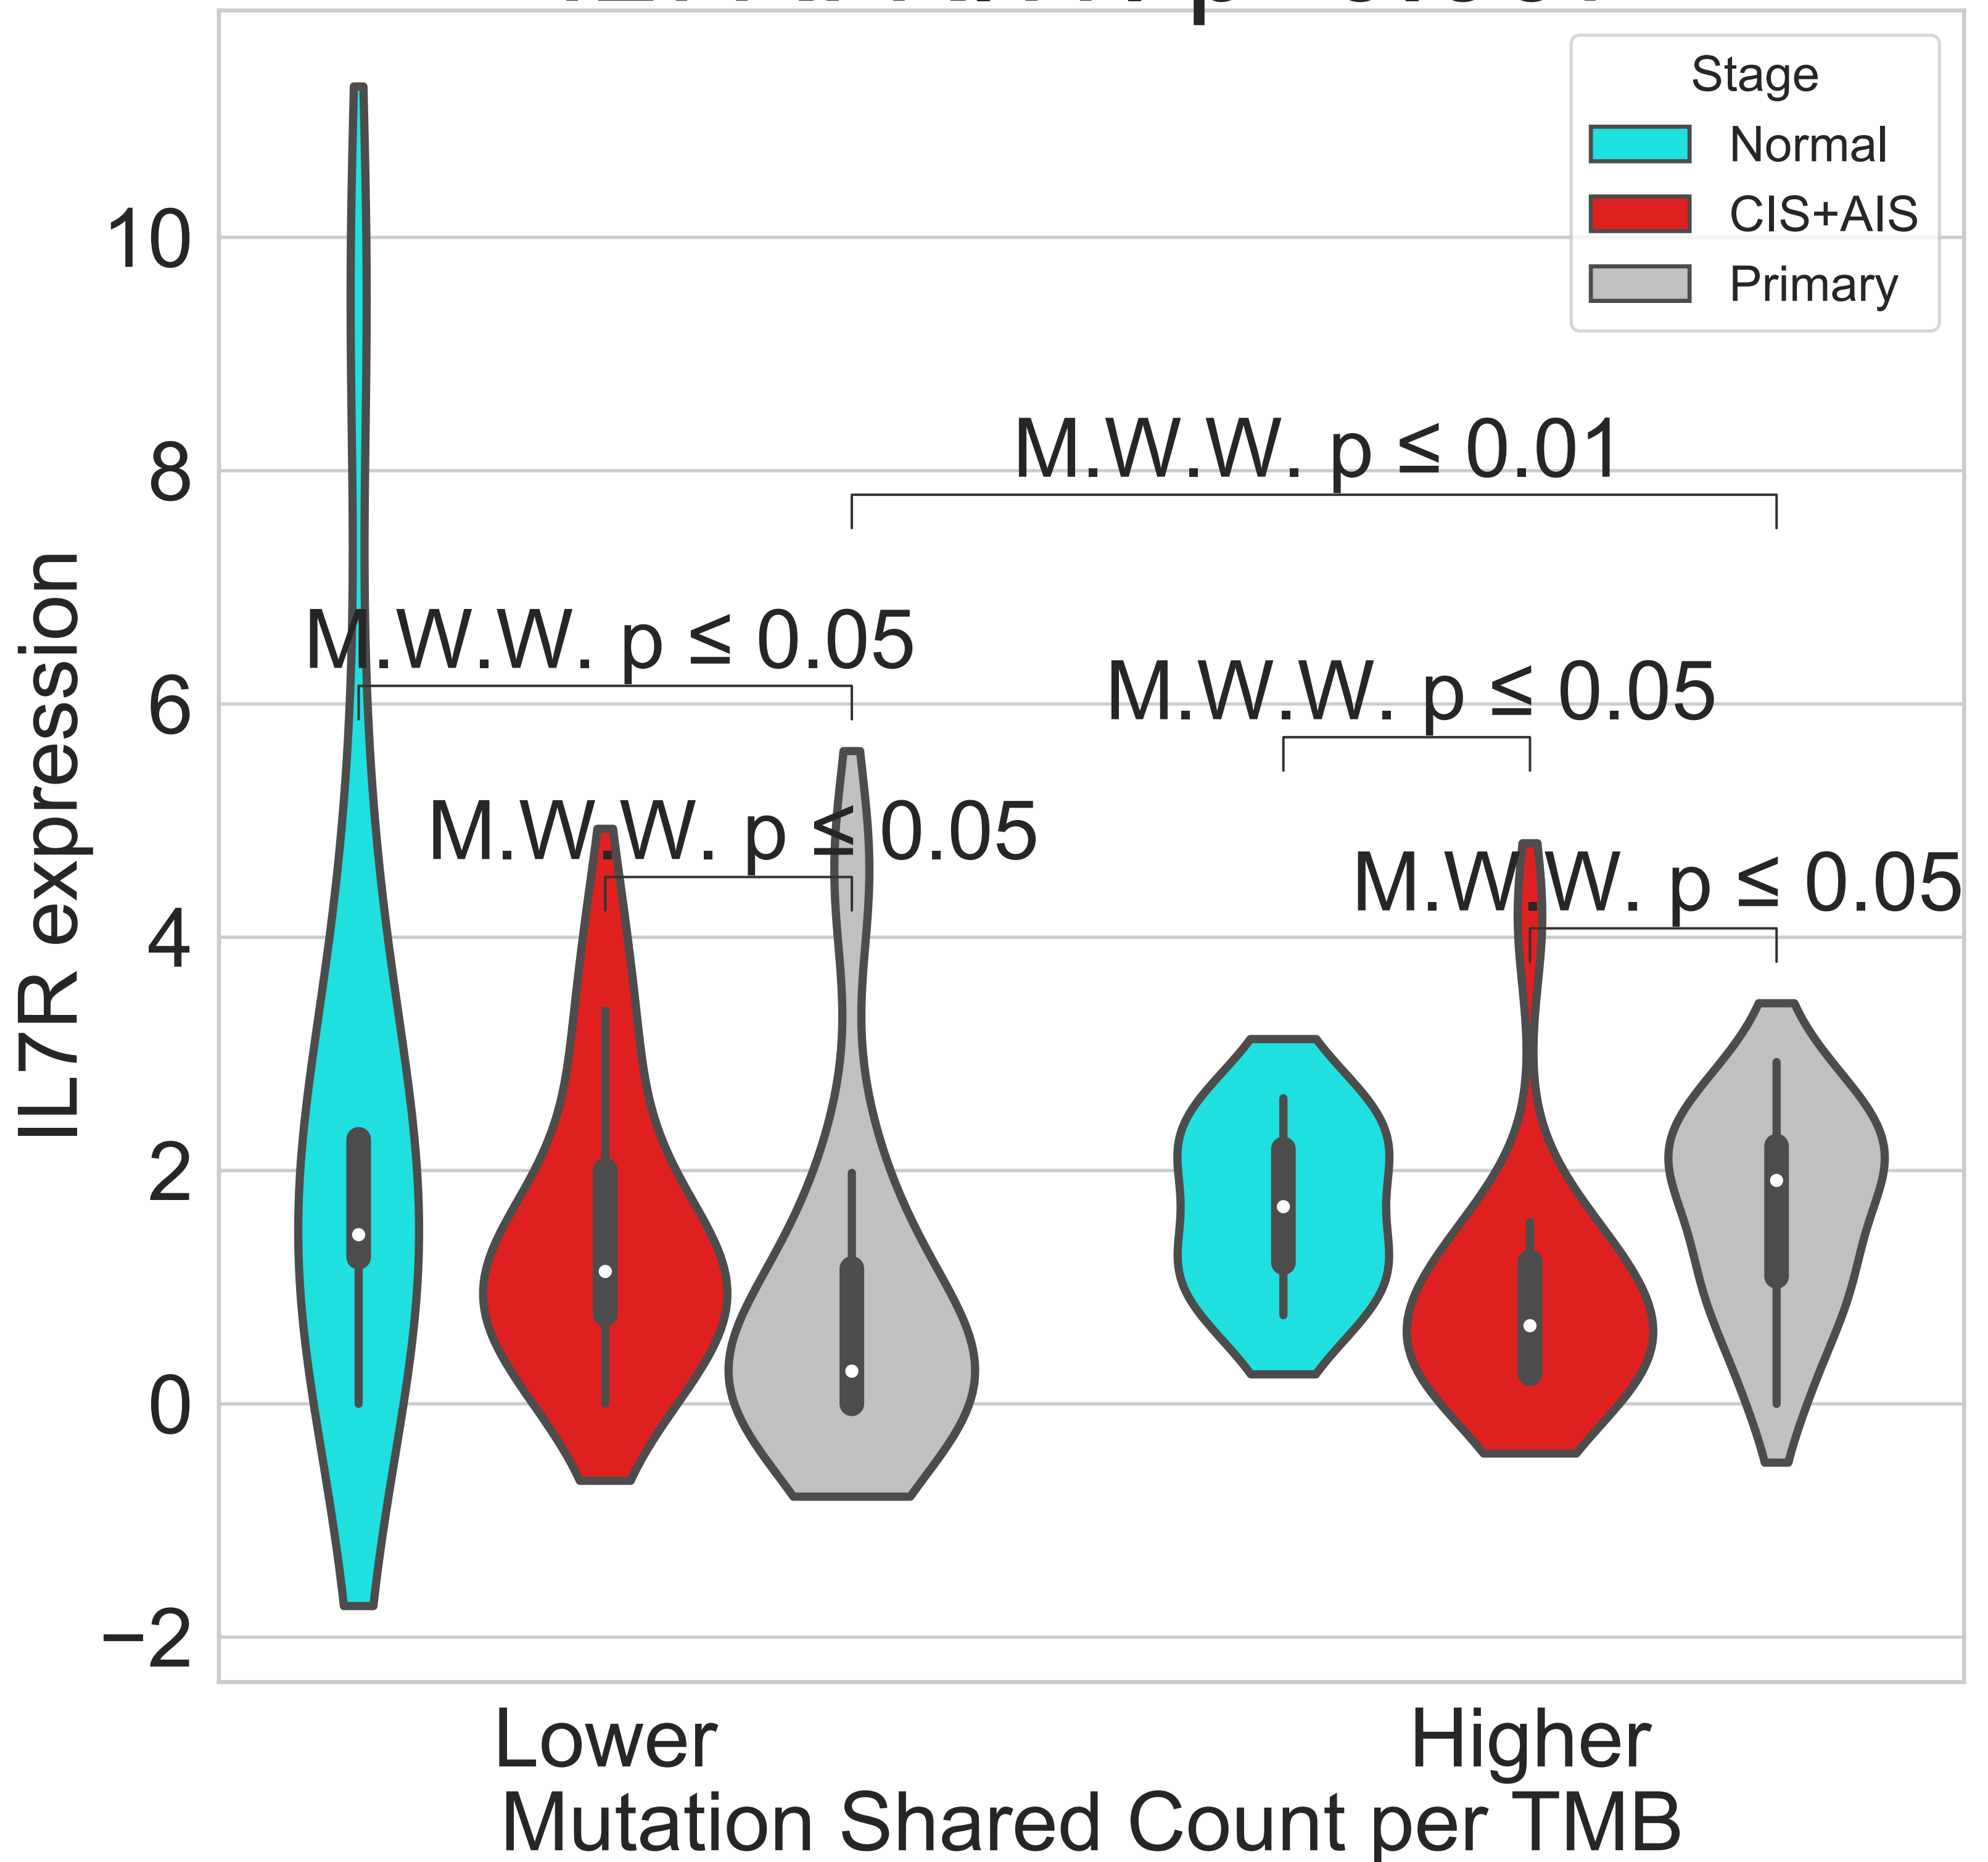 Stage
Normal
CIS+AIS
Primary
10
8
6
4
2
0
−2
IL7R expression
M.W.W. p ≤ 0.01
M.W.W. p ≤ 0.05
M.W.W. p ≤ 0.05
M.W.W. p ≤ 0.05
M.W.W. p ≤ 0.05
Lower
Higher
Mutation Shared Count per TMB